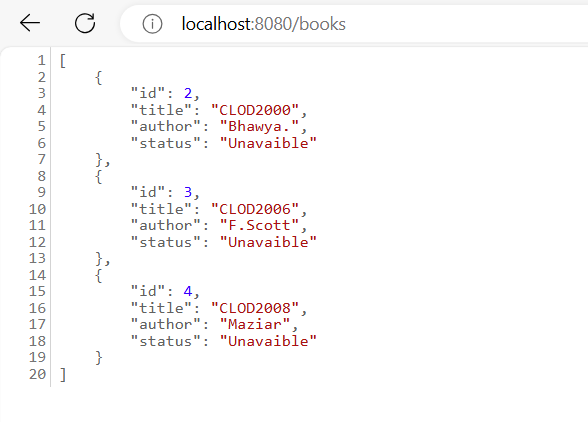 localhost:8080/books
1 [
2     {
3         "id": 2,
4         "title": "CLOD2000",
5         "author": "Bhawya.",
6         "status": "Unavaible"
7     },
8     {
9         "id": 3,
10         "title": "CLOD2006",
11         "author": "F.Scott",
12         "status": "Unavaible"
13     },
14     {
15         "id": 4,
16         "title": "CLOD2008",
17         "author": "Maziar",
18         "status": "Unavaible"
19     }
20 ]